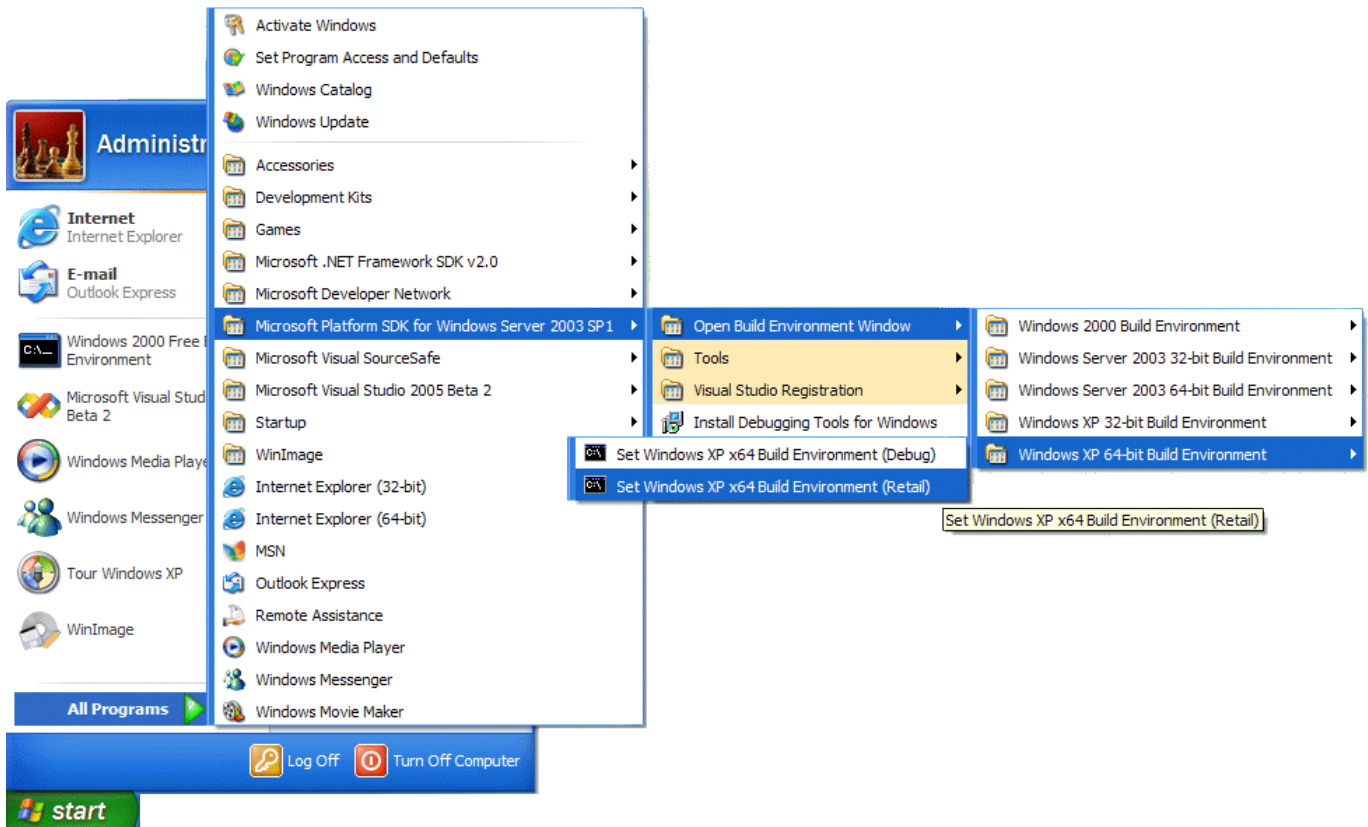 Administr
Internet
Internet Explorer
E-mail
Outlook Express
C:\_
Windows 2000 Free
Environment
Microsoft Visual Stud
Beta 2
Windows Media Playe
Windows Messenger
Tour Windows XP
WinImage
All Programs
Activate Windows
Set Program Access and Defaults
Windows Catalog
Windows Update
Accessories
Development Kits
Games
Microsoft .NET Framework SDK v2.0
Microsoft Developer Network
Microsoft Platform SDK for Windows Server 2003 SP1
Microsoft Visual SourceSafe
Microsoft Visual Studio 2005 Beta 2
Startup
WinImage
Internet Explorer (32-bit)
Internet Explorer (64-bit)
MSN
Outlook Express
Remote Assistance
Windows Media Player
Windows Messenger
Windows Movie Maker
Open Build Environment Window
Tools
Visual Studio Registration
Install Debugging Tools for Windows
Windows 2000 Build Environment
Windows Server 2003 32-bit Build Environment
Windows Server 2003 64-bit Build Environment
Windows XP 32-bit Build Environment
Windows XP 64-bit Build Environment
Set Windows XP x64 Build Environment (Debug)
Set Windows XP x64 Build Environment (Retail)
Set Windows XP x64 Build Environment (Retail)
Log Off
Turn Off Computer
start